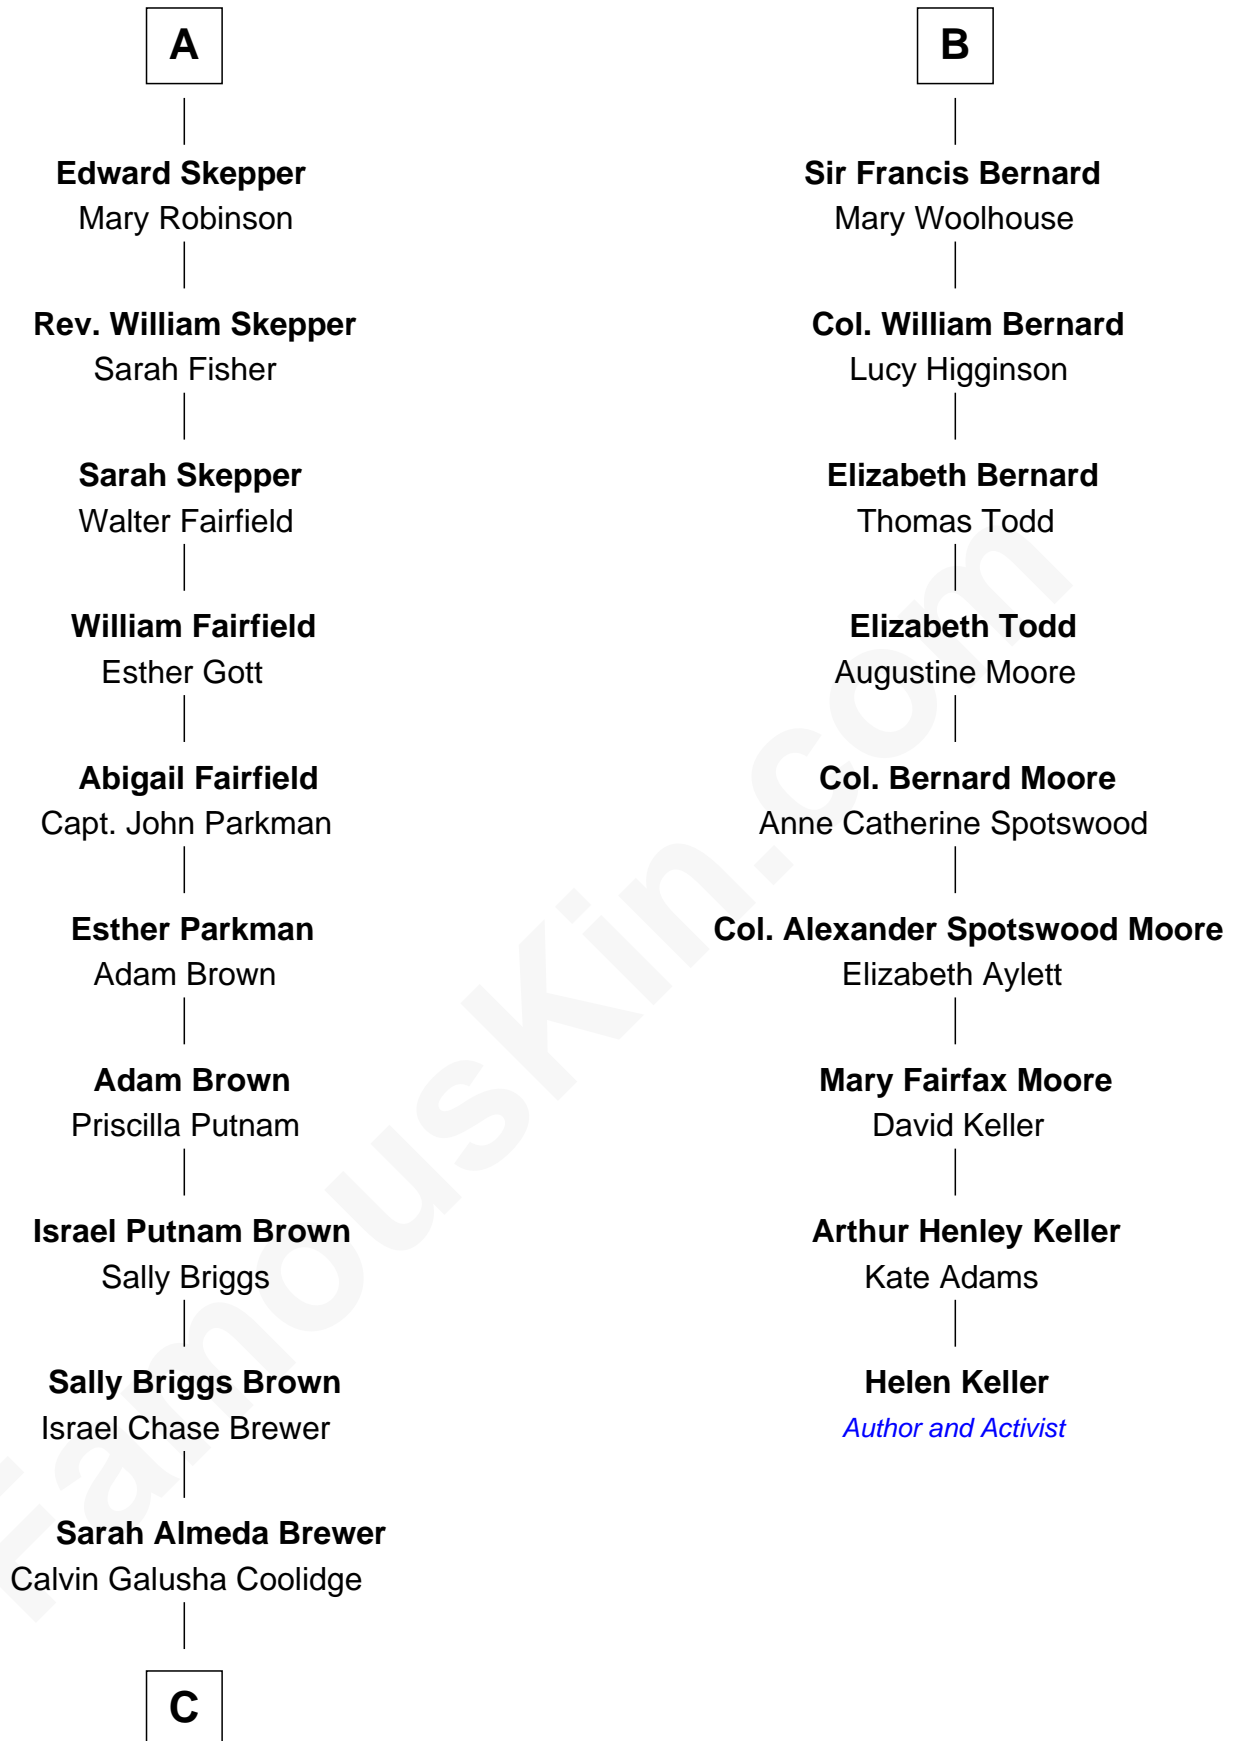 A
Edward Skepper
Mary Robinson
Rev. William Skepper
Sarah Fisher
Sarah Skepper
Walter Fairfield
William Fairfield
Esther Gott
Abigail Fairfield
Capt. John Parkman
Esther Parkman
Adam Brown
Adam Brown
Priscilla Putnam
Israel Putnam Brown
Sally Briggs
Sally Briggs Brown
Israel Chase Brewer
Sarah Almeda Brewer
Calvin Galusha Coolidge
C
B
Sir Francis Bernard
Mary Woolhouse
Col. William Bernard
Lucy Higginson
Elizabeth Bernard
Thomas Todd
Elizabeth Todd
Augustine Moore
Col. Bernard Moore
Anne Catherine Spotswood
Col. Alexander Spotswood Moore
Elizabeth Aylett
Mary Fairfax Moore
David Keller
Arthur Henley Keller
Kate Adams
Helen Keller
Author and Activist
FamousKin.com